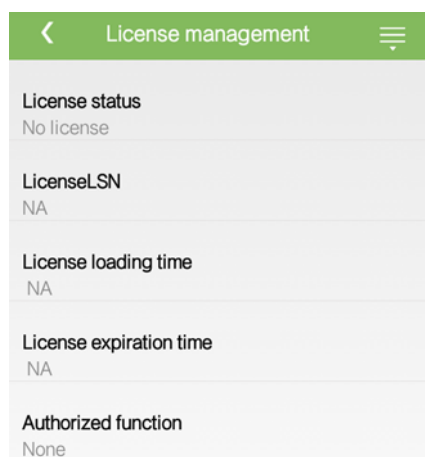 License management
License status
No license
LicenseLSN
NA
License loading time
NA
License expiration time
NA
Authorized function
None